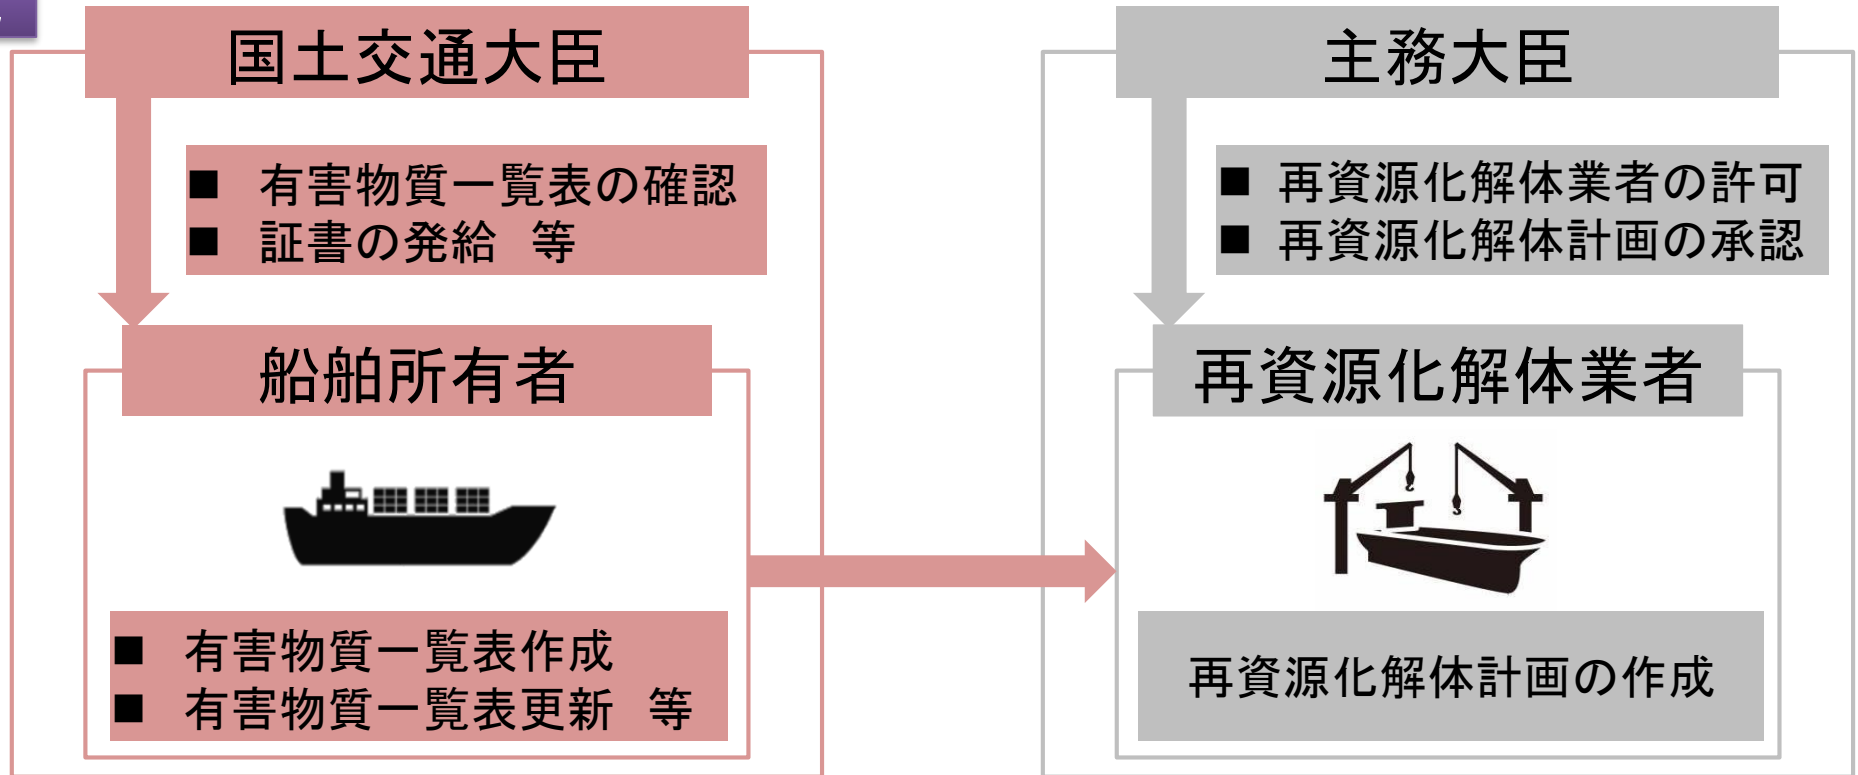 国土交通大臣
■ 有害物質一覧表の確認
■ 証書の発給　等
船舶所有者
■ 有害物質一覧表作成
■ 有害物質一覧表更新　等
主務大臣
■ 再資源化解体業者の許可
■ 再資源化解体計画の承認
再資源化解体業者
再資源化解体計画の作成